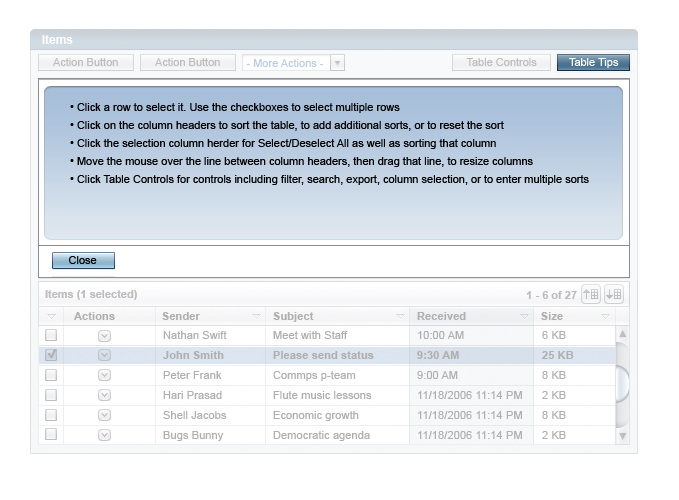 Items
Action Button Action Button - More Actions - Table Controls Table Tips
• Click a row to select it. Use the checkboxes to select multiple rows
• Click on the column headers to sort the table, to add additional sorts, or to reset the sort
• Click the selection column herder for Select/Deselect All as well as sorting that column
• Move the mouse over the line between column headers, then drag that line, to resize columns
• Click Table Controls for controls including filter, search, export, column selection, or to enter multiple sorts
Close
Items (1 selected) 1 - 6 of 27
Actions Sender Subject Received Size
Nathan Swift Meet with Staff 10:00 AM 6 KB
John Smith Please send status 9:30 AM 25 KB
Peter Frank Commps p-team 9:00 AM 8 KB
Hari Prasad Flute music lessons 11/18/2006 11:14 PM 2 KB
Shell Jacobs Economic growth 11/18/2006 11:14 PM 8 KB
Bugs Bunny Democratic agenda 11/18/2006 11:14 PM 2 KB